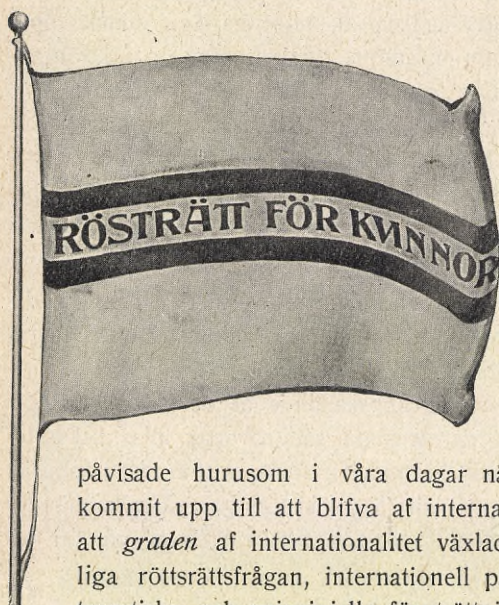 RÖSTRÄTT FÖR KVINNOR
påvisade hurusom i våra dagar nä
kommit upp till att blifva af interna
att graden af internationalitet växlad
liga röttsrättsfrågan, internationell p